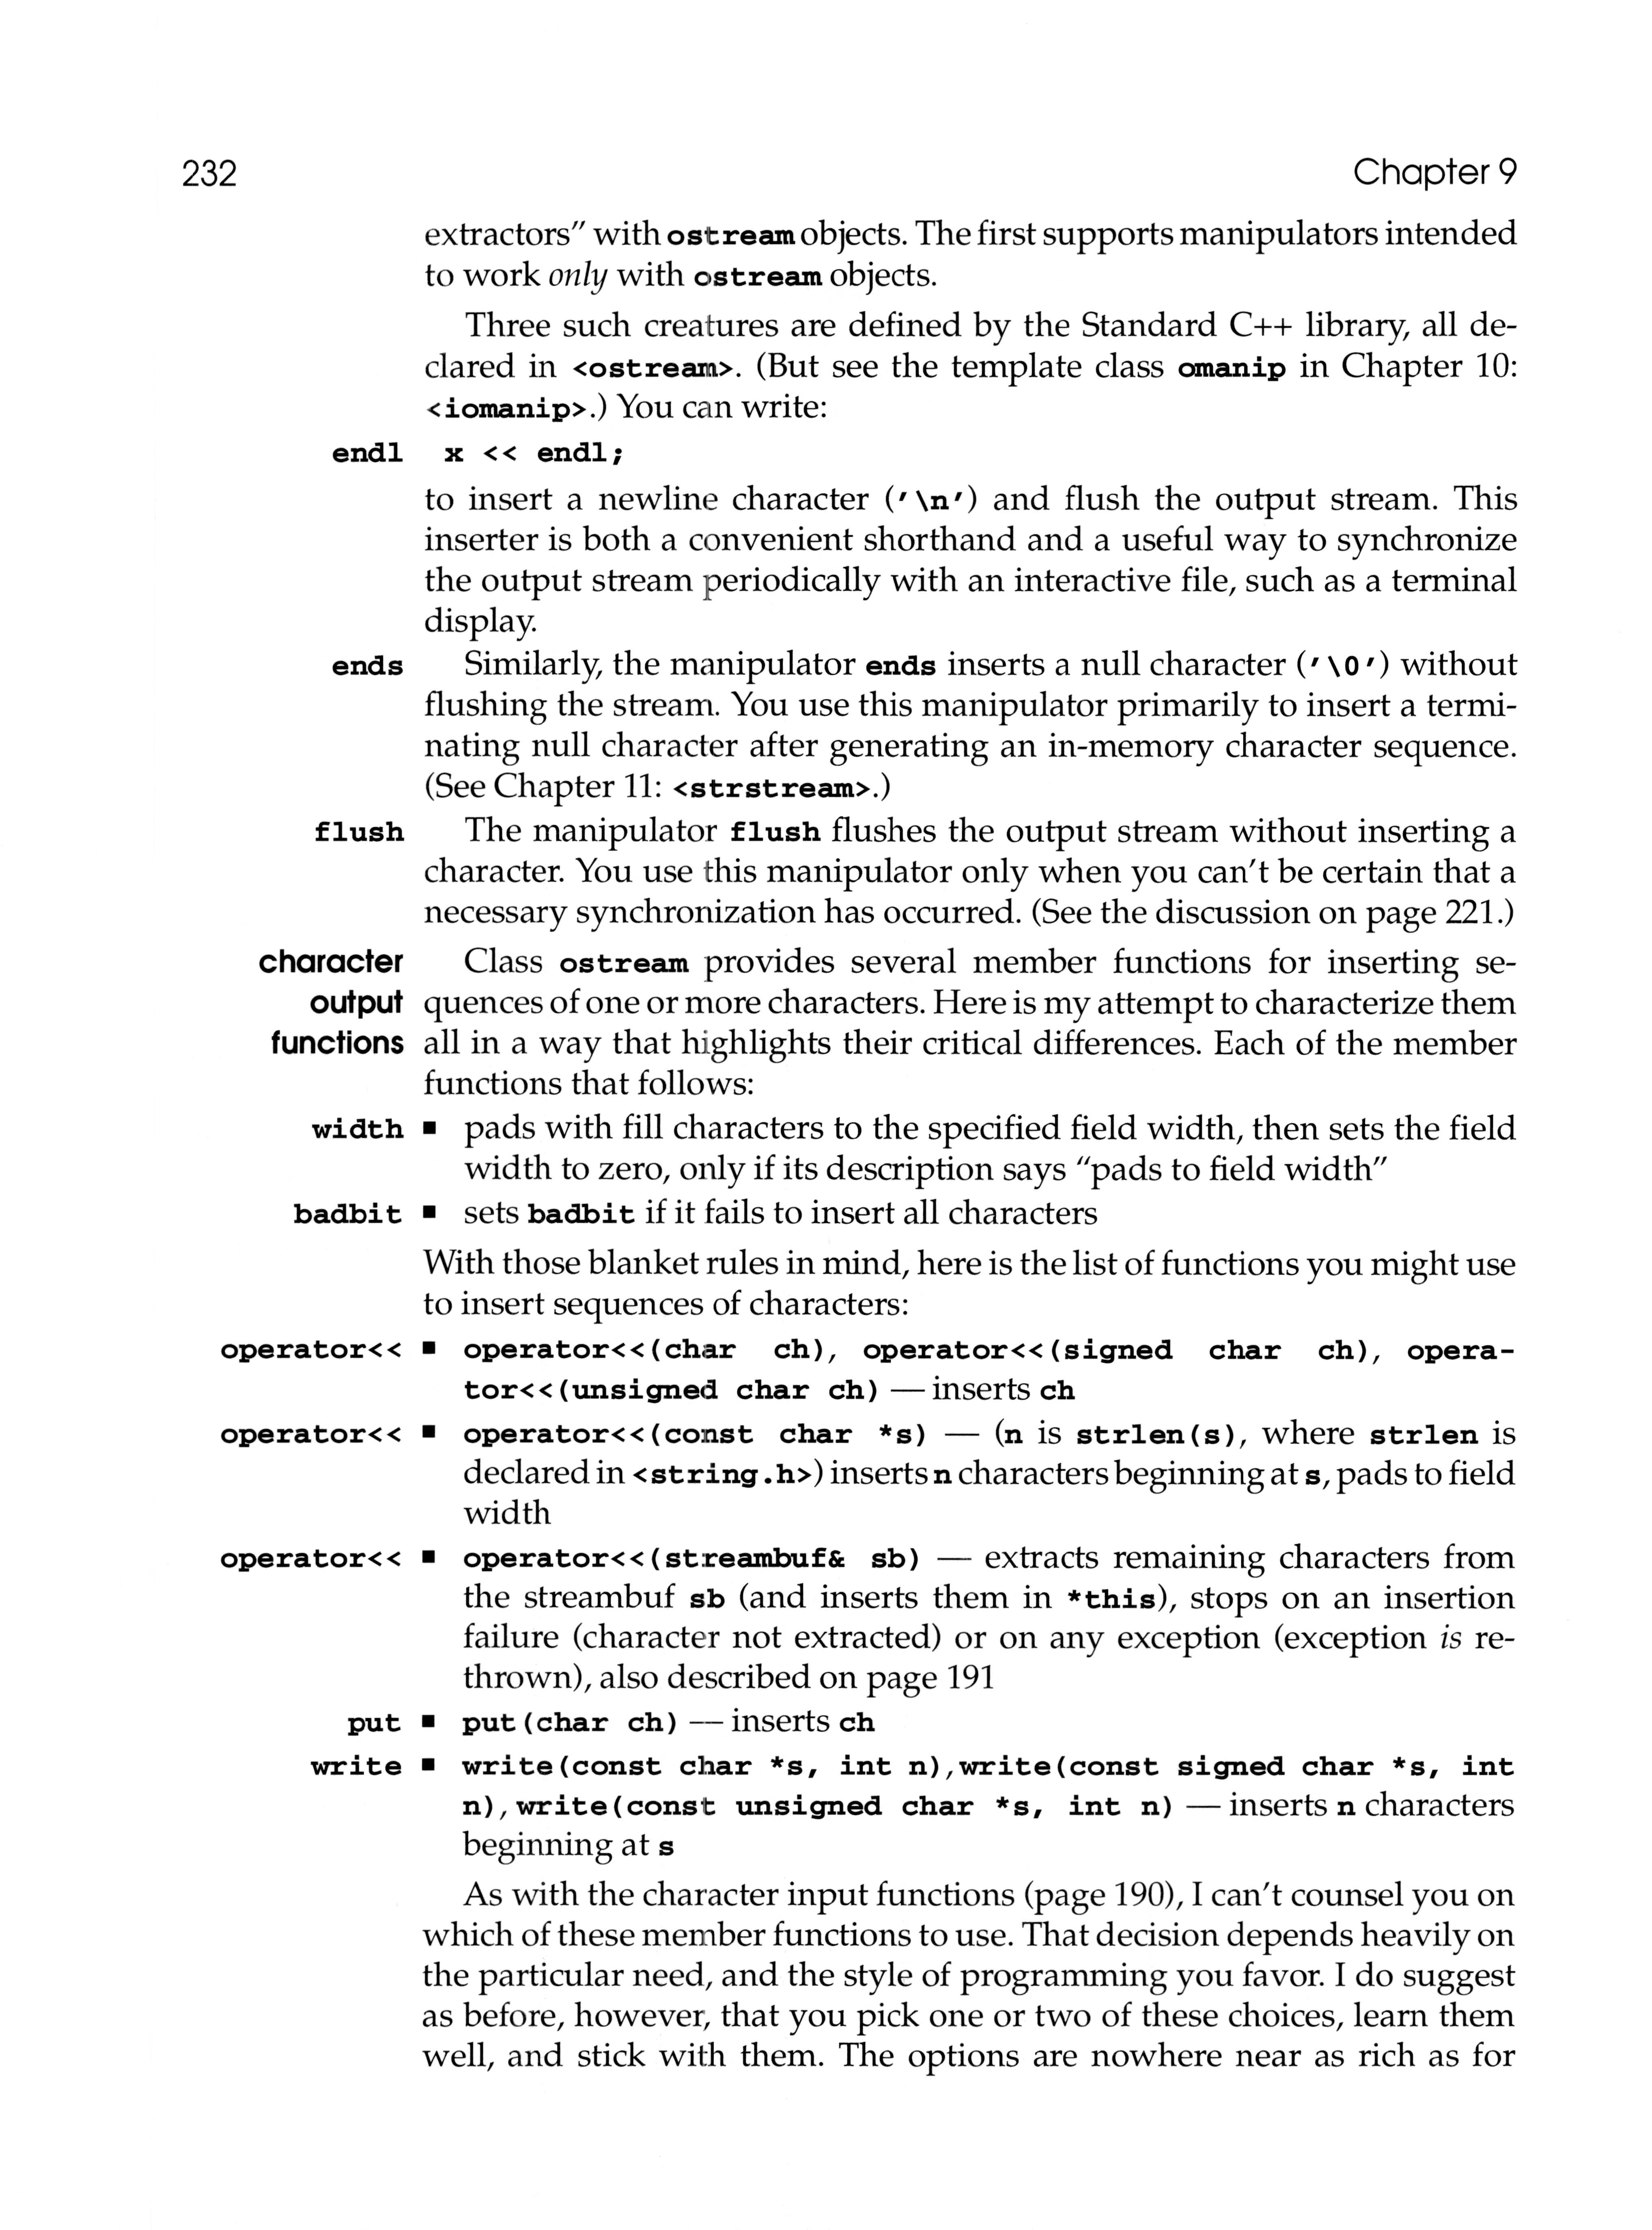 232 Chapter 9
extractors” with ostream objects. The first supports manipulators intended
to work only with ostream objects.
Three such creatures are defined by the Standard C++ library, all de-
clared in <ostream>. (But see the template class omanip in Chapter 10:
<iomanip>.) You can write:
endl x << endl;
to insert a newline character ('\n') and flush the output stream. This
inserter is both a convenient shorthand and a useful way to synchronize
the output stream periodically with an interactive file, such as a terminal
display.
ends Similarly, the manipulator ends inserts a null character ('\0') without
flushing the stream. You use this manipulator primarily to insert a termi-
nating null character after generating an in-memory character sequence.
(See Chapter 11: <strstream>.)
flush The manipulator flush flushes the output stream without inserting a
character. You use this manipulator only when you can't be certain that a
necessary synchronization has occurred. (See the discussion on page 221.)
character Class ostream provides several member functions for inserting se-
output quences of one or more characters. Here is my attempt to characterize them
functions all in a way that highlights their critical differences. Each of the member
functions that follows:
width ■ pads with fill characters to the specified field width, then sets the field
width to zero, only if its description says “pads to field width”
badbit ■ sets badbit if it fails to insert all characters
With those blanket rules in mind, here is the list of functions you might use
to insert sequences of characters:
operator<< ■ operator<<(char ch), operator<<(signed char ch), opera-
tor<<(unsigned char ch) — inserts ch
operator<< ■ operator<<(const char *s) — (n is strlen(s), where strlen is
declared in <string.h>) inserts n characters beginning at s, pads to field
width
operator<< ■ operator<<(streambuf& sb) — extracts remaining characters from
the streambuf sb (and inserts them in *this), stops on an insertion
failure (character not extracted) or on any exception (exception is re-
thrown), also described on page 191
put ■ put(char ch) — inserts ch
write ■ write(const char *s, int n),write(const signed char *s, int
n),write(const unsigned char *s, int n) — inserts n characters
beginning at s
As with the character input functions (page 190), I can't counsel you on
which of these member functions to use. That decision depends heavily on
the particular need, and the style of programming you favor. I do suggest
as before, however, that you pick one or two of these choices, learn them
well, and stick with them. The options are nowhere near as rich as for